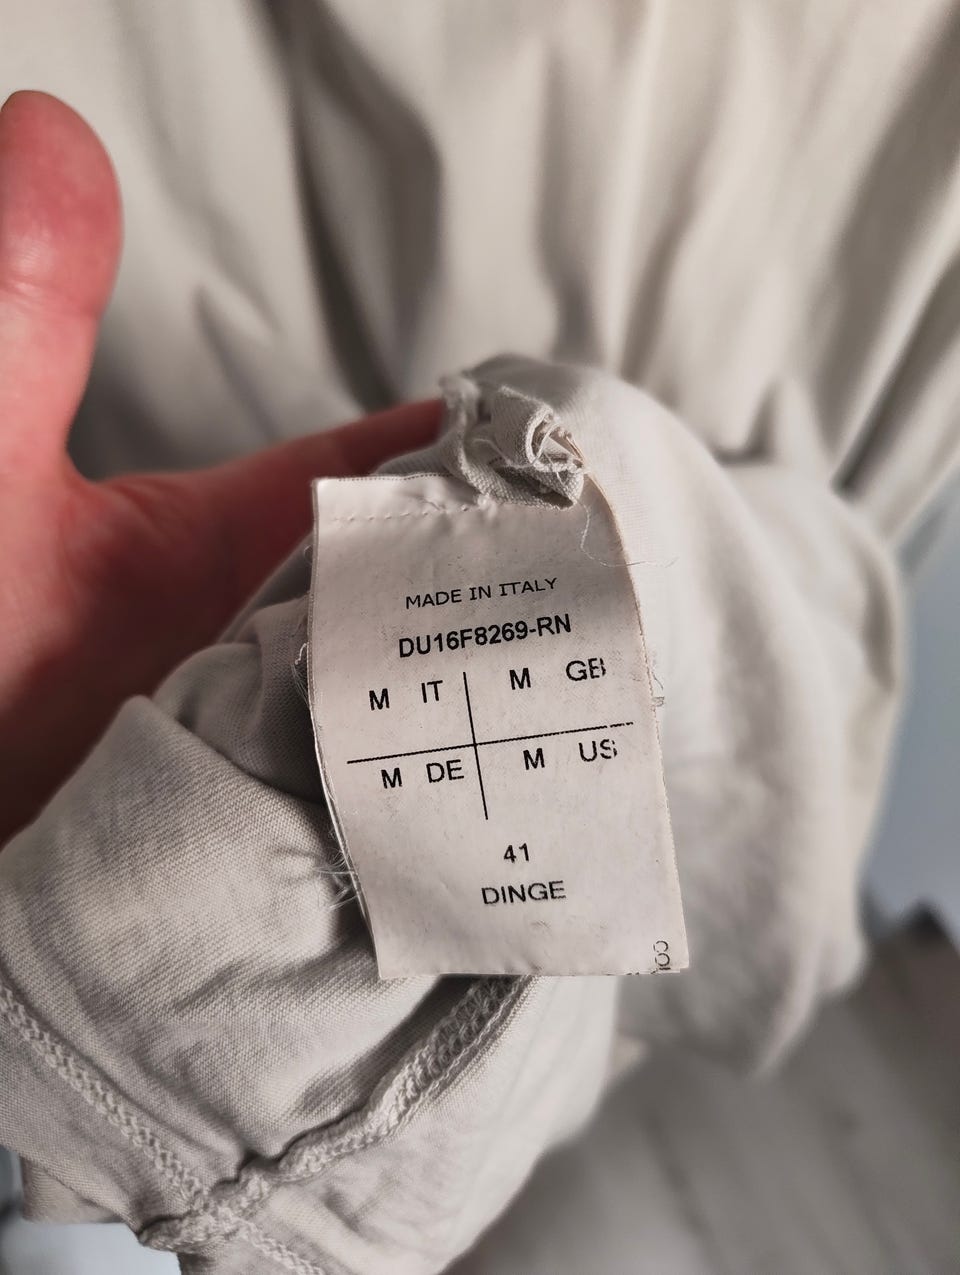 MADE IN ITALY
DU16F8269-RN
M IT M GB
M DE M US
41
DINGE